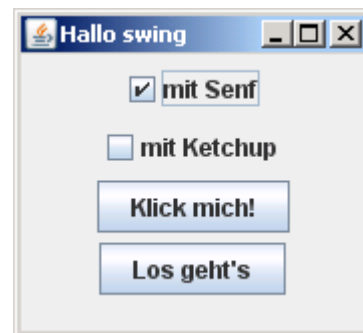 Hallo swing
mit Senf
mit Ketchup
Klick mich!
Los geht's